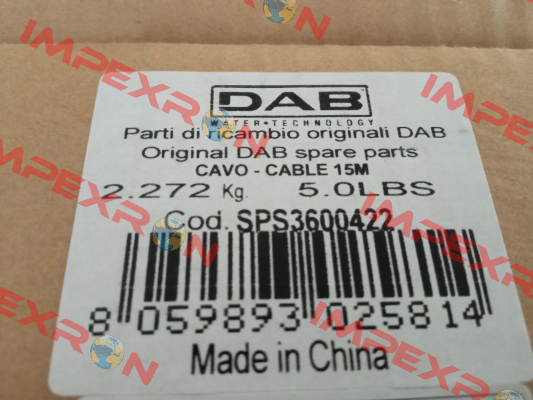 DAB
WATER•TECHNOLOGY
Parti di ricambio originali DAB
Original DAB spare parts
CAVO - CABLE 15M
2.272 Kg. 5.0LBS
Cod. SPS3600422
8 059893 025814
Made in China
IMPEXRON
IMPEXRON
IMPEXRON
IMPEXRON
IMPEXRON